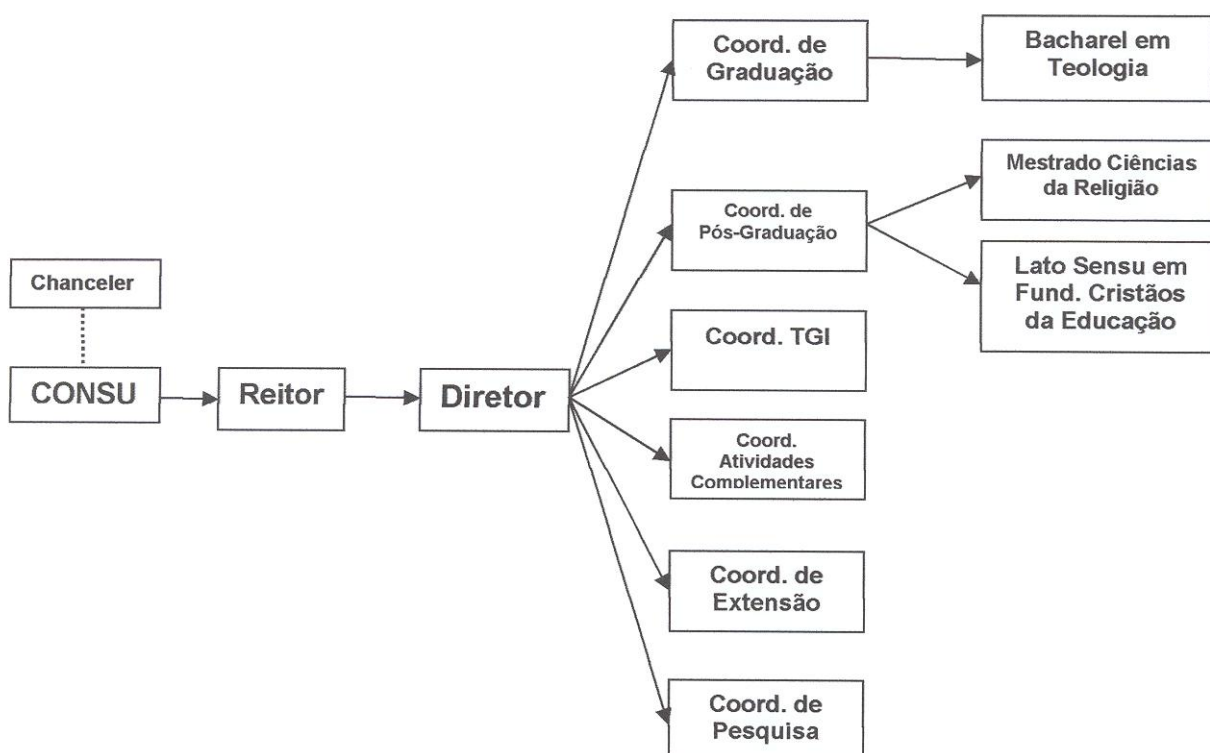 Chanceler
CONSU
Reitor
Diretor
Coord. de
Graduação
Bacharel em
Teologia
Coord. de
Pós-Graduação
Mestrado Ciências
da Religião
Lato Sensu em
Fund. Cristãos
da Educação
Coord. TGI
Coord.
Atividades
Complementares
Coord. de
Extensão
Coord. de
Pesquisa